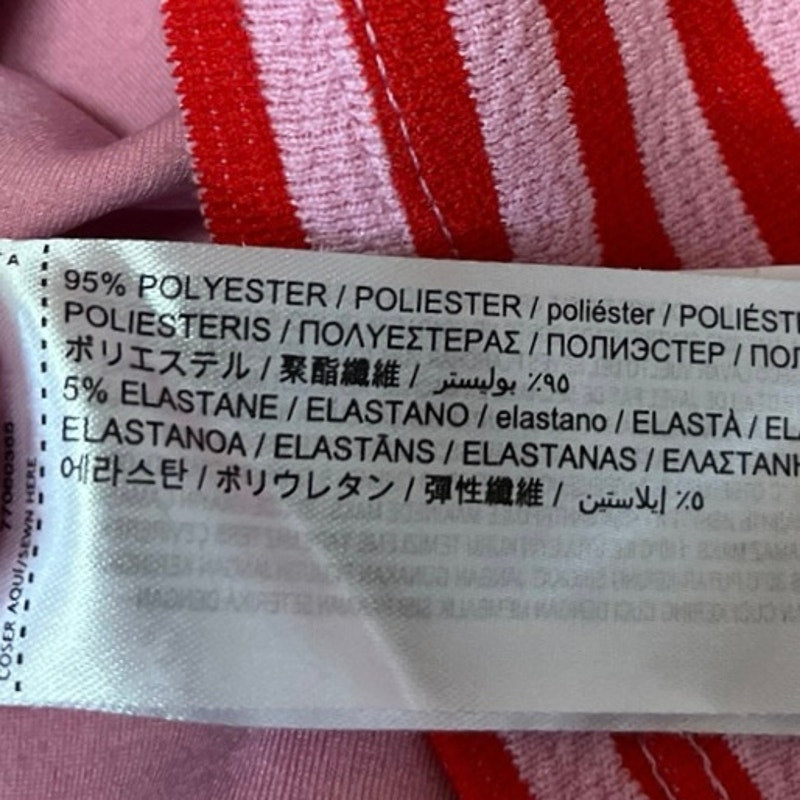 95% POLYESTER / POLIESTER / poliéster / POLIÉSTE
POLIESTERIS / ΠΟΛΥΕΣΤΕΡΑΣ / ПОЛИЭСТЕР / ПОЛ
ポリエステル / 聚酯纖維 / ٩٥٪ بوليستر
5% ELASTANE / ELASTANO / elastano / ELASTÀ / ELA
ELASTANOA / ELASTĀNS / ELASTANAS / ΕΛΑΣΤΑΝΗ
에라스탄 / ポリウレタン / 彈性纖維 / ٥٪ إيلاستين
COSER AQUÍ/SEWN HERE